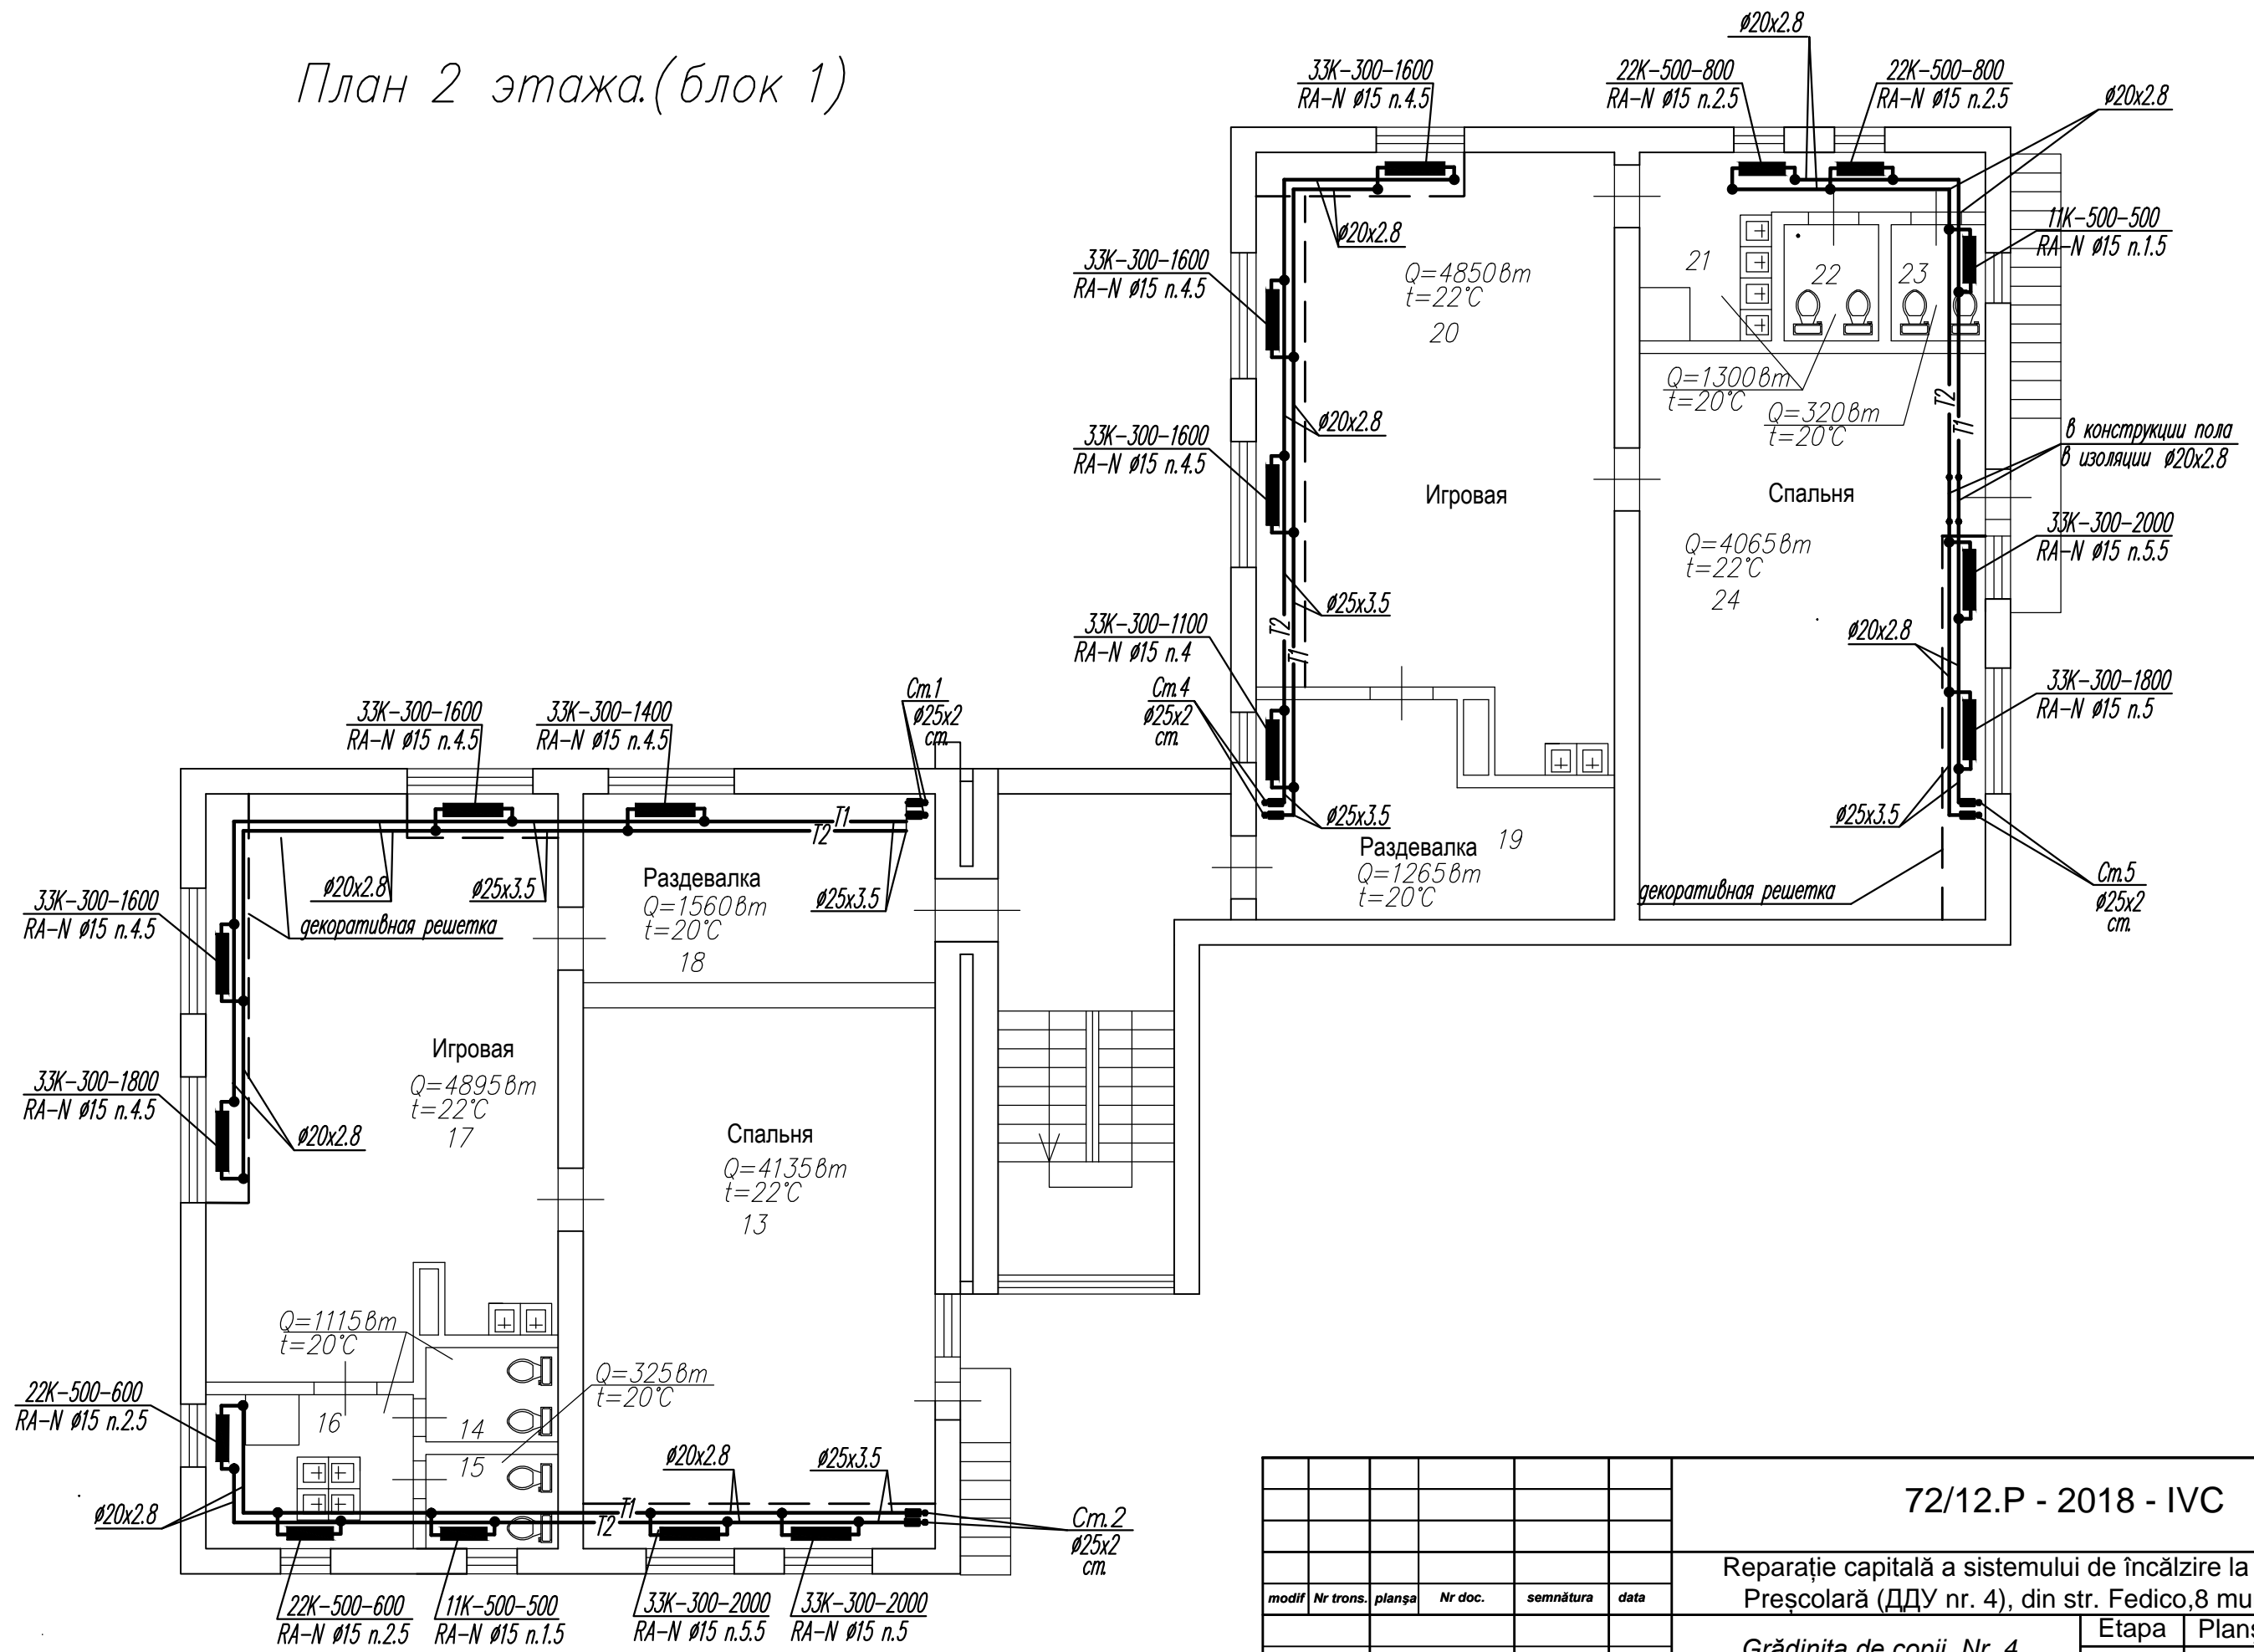 План 2 этажа.(блок 1)
ø20x2.8
33К-300-1600
RA-N ø15 п.4.5
22К-500-800
RA-N ø15 п.2.5
22К-500-800
RA-N ø15 п.2.5
ø20x2.8
11К-500-500
RA-N ø15 п.1.5
ø20x2.8
33К-300-1600
RA-N ø15 п.4.5
Q=4850вт
t=22°C
20
21
22
23
Q=1300вт
t=20°C
Q=320вт
t=20°C
T2
T1
ø20x2.8
в конструкции пола
в изоляции ø20x2.8
33К-300-1600
RA-N ø15 п.4.5
Игровая
Спальня
33К-300-2000
RA-N ø15 п.5.5
Q=4065вт
t=22°C
24
ø25x3.5
T2
T1
33К-300-1100
RA-N ø15 п.4
ø20x2.8
Ст.4
ø25x2
ст.
33К-300-1800
RA-N ø15 п.5
ø25x3.5
ø25x3.5
19
Раздевалка
Q=1265вт
t=20°C
декоративная решетка
Ст.5
ø25x2
ст.
33К-300-1600
RA-N ø15 п.4.5
33К-300-1400
RA-N ø15 п.4.5
Ст.1
ø25x2
ст.
T1
T2
ø20x2.8
ø25x3.5
ø25x3.5
Раздевалка
Q=1560вт
t=20°C
18
33К-300-1600
RA-N ø15 п.4.5
декоративная решетка
Игровая
Q=4895вт
t=22°C
17
33К-300-1800
RA-N ø15 п.4.5
ø20x2.8
Спальня
Q=4135вт
t=22°C
13
Q=1115вт
t=20°C
Q=325вт
t=20°C
22К-500-600
RA-N ø15 п.2.5
16
14
15
ø20x2.8
ø25x3.5
ø20x2.8
T1
T2
Ст.2
ø25x2
ст.
22К-500-600
RA-N ø15 п.2.5
11К-500-500
RA-N ø15 п.1.5
33К-300-2000
RA-N ø15 п.5.5
33К-300-2000
RA-N ø15 п.5
72/12.P - 2018 - IVC
Reparație capitală a sistemului de încălzire la
Preșcolară (ДДУ nr. 4), din str. Fedico,8 mu
modif Nr trons. planşa Nr doc. semnătura data
Grădinița de copii Nr. 4
Etapa
Planș